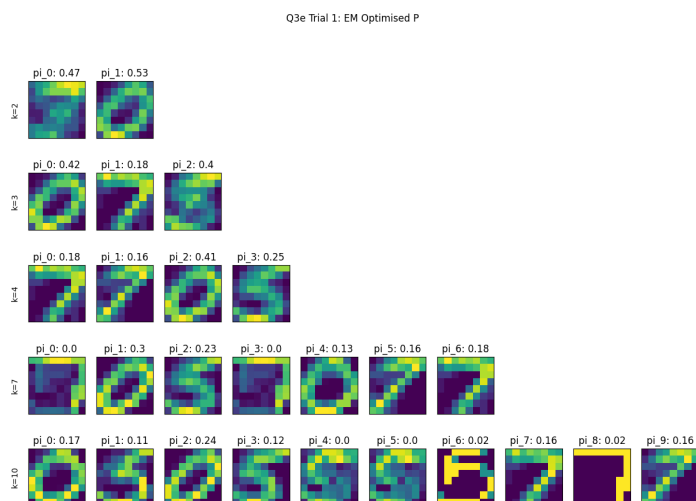 Q3e Trial 1: EM Optimised P
pi_0: 0.47 pi_1: 0.53
k=2
pi_0: 0.42 pi_1: 0.18 pi_2: 0.4
k=3
pi_0: 0.18 pi_1: 0.16 pi_2: 0.41 pi_3: 0.25
k=4
pi_0: 0.0 pi_1: 0.3 pi_2: 0.23 pi_3: 0.0 pi_4: 0.13 pi_5: 0.16 pi_6: 0.18
k=7
pi_0: 0.17 pi_1: 0.11 pi_2: 0.24 pi_3: 0.12 pi_4: 0.0 pi_5: 0.0 pi_6: 0.02 pi_7: 0.16 pi_8: 0.02 pi_9: 0.16
k=10